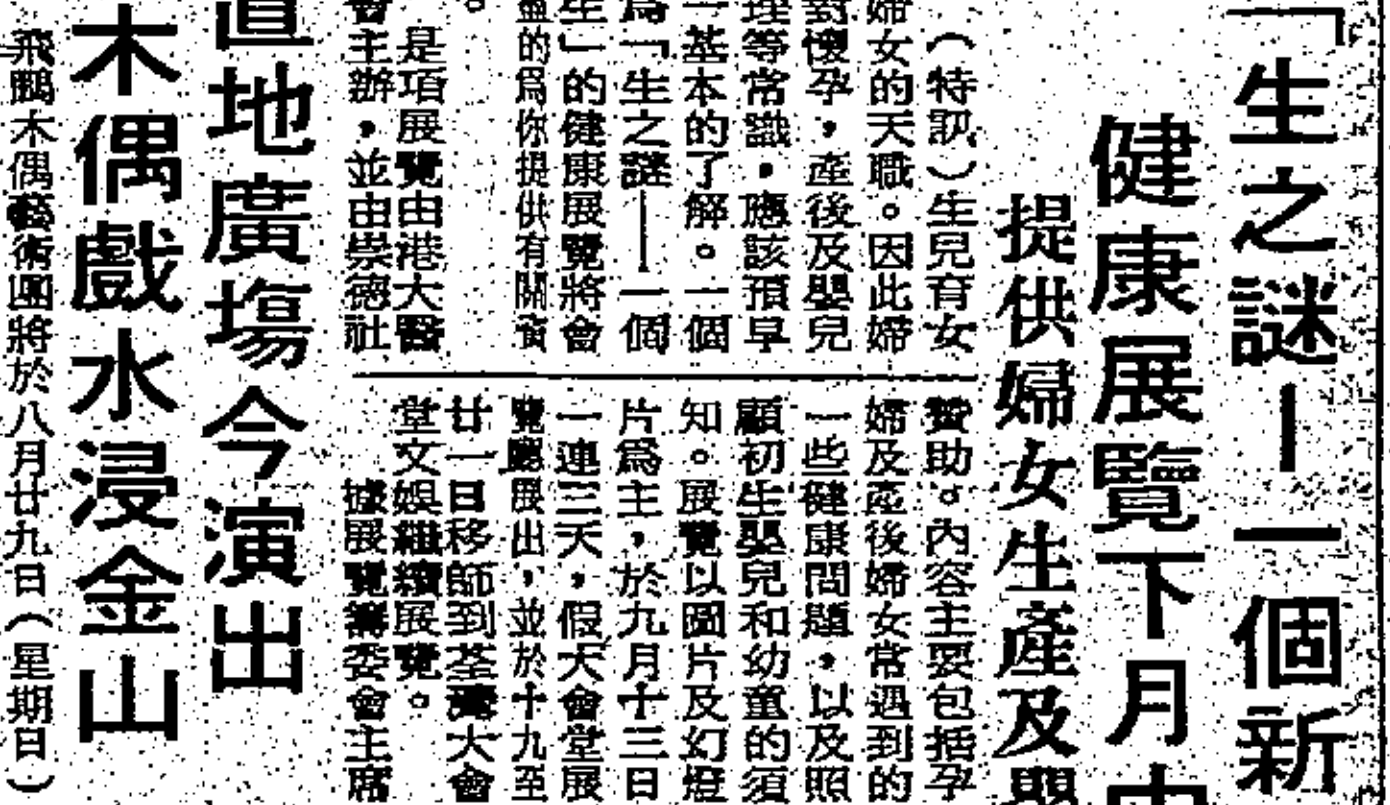 「生之謎—一個新
健康展覽下月由
提供婦女生產及嬰
（特訊）生兒育女
婦女的天職。因此婦
對懷孕，產後及嬰兒
理等常識，應該預早
一基本的了解。一個
為「生之謎——一個
生」的健康展覽將會
盡的為你提供有關資
。
是項展覽由港大醫
會主辦，並由崇德社
贊助。內容主要包括孕
婦及產後婦女常遇到的
一些健康問題，以及照
顧初生嬰兒和幼童的須
知。展覽以圖片及幻燈
片為主，於九月十三日
一連三天，假大會堂展
覽廳展出，並於十九至
廿一日移師到荃灣大會
堂文娛繼續展覽。
據展覽籌委會主席
置地廣塲今演出
木偶戲水浸金山
飛鵬木偶藝術團將於八月廿九日（星期日）